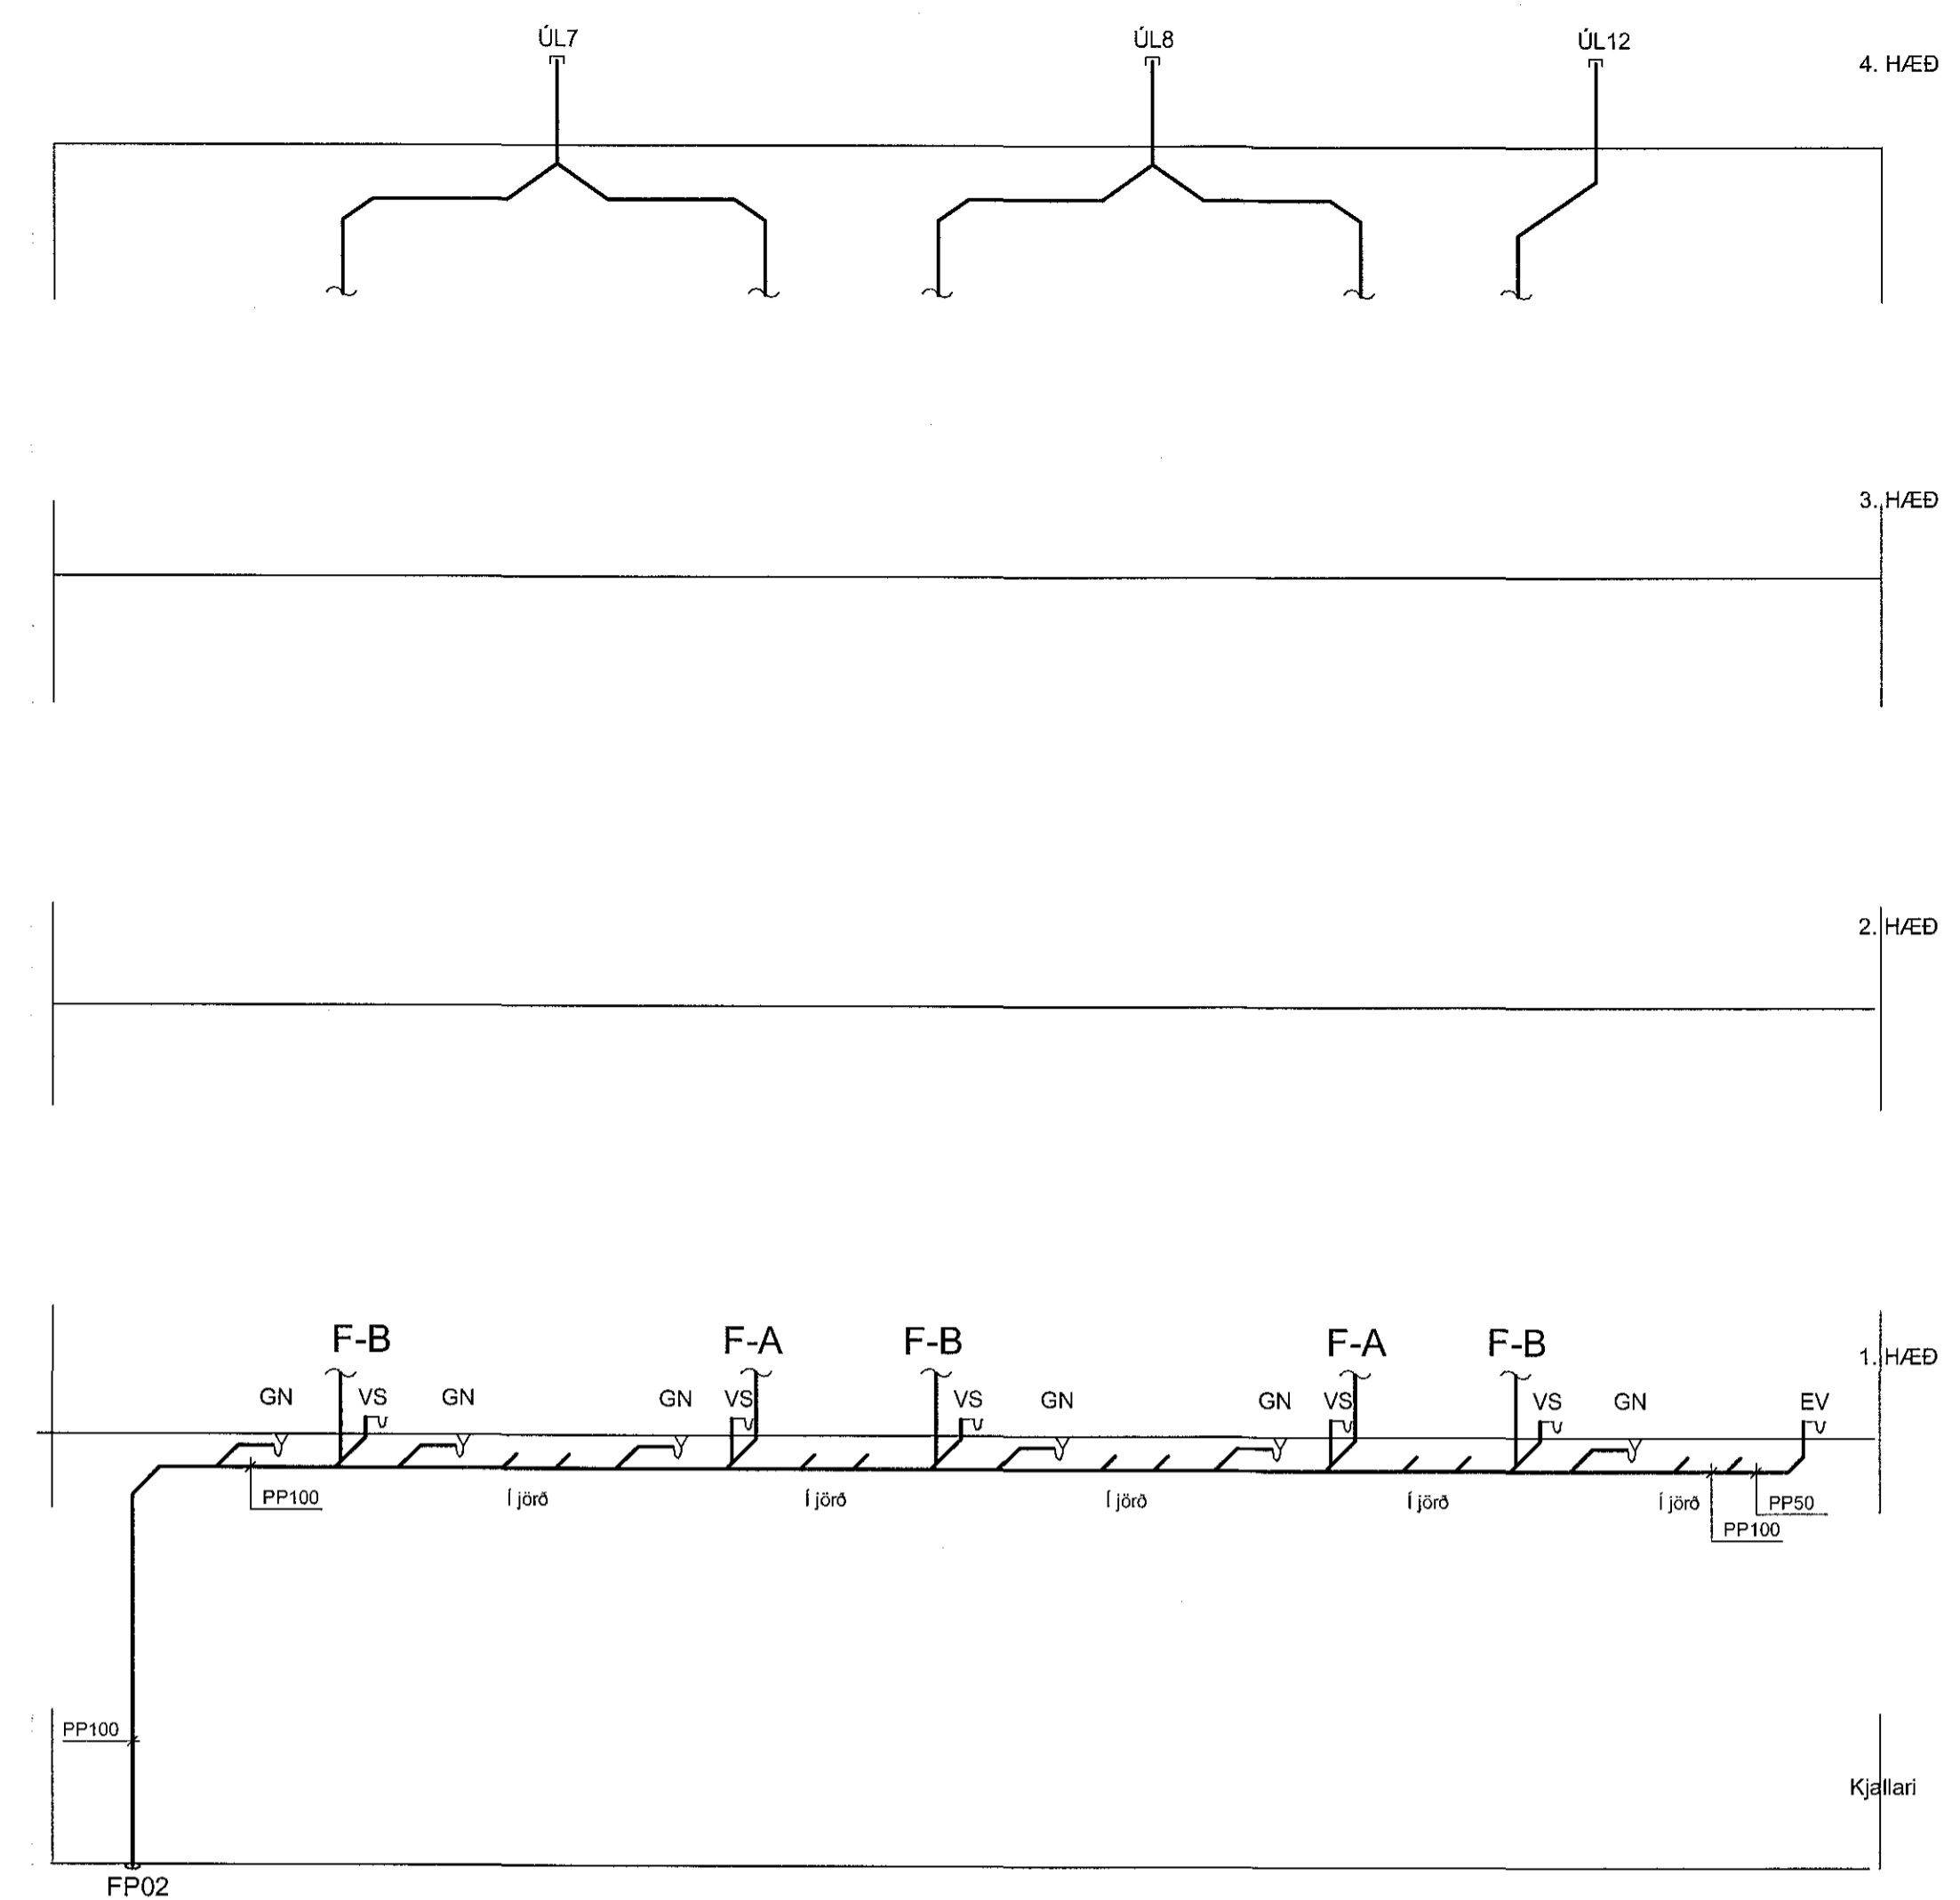 ÚL7 ÚL8 ÚL12
4. HÆÐ
3. HÆÐ
2. HÆÐ
F-B F-A F-B F-A F-B
1. HÆÐ
GN VS GN GN VS VS GN GN VS VS GN EV
PP100 Í jörð Í jörð Í jörð Í jörð Í jörð PP50
PP100
PP100
Kjallari
FP02